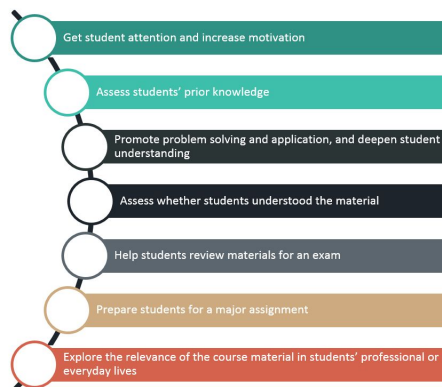 Get student attention and increase motivation
Assess students' prior knowledge
Promote problem solving and application, and deepen student
understanding
Assess whether students understood the material
Help students review materials for an exam
Prepare students for a major assignment
Explore the relevance of the course material in students' professional or
everyday lives